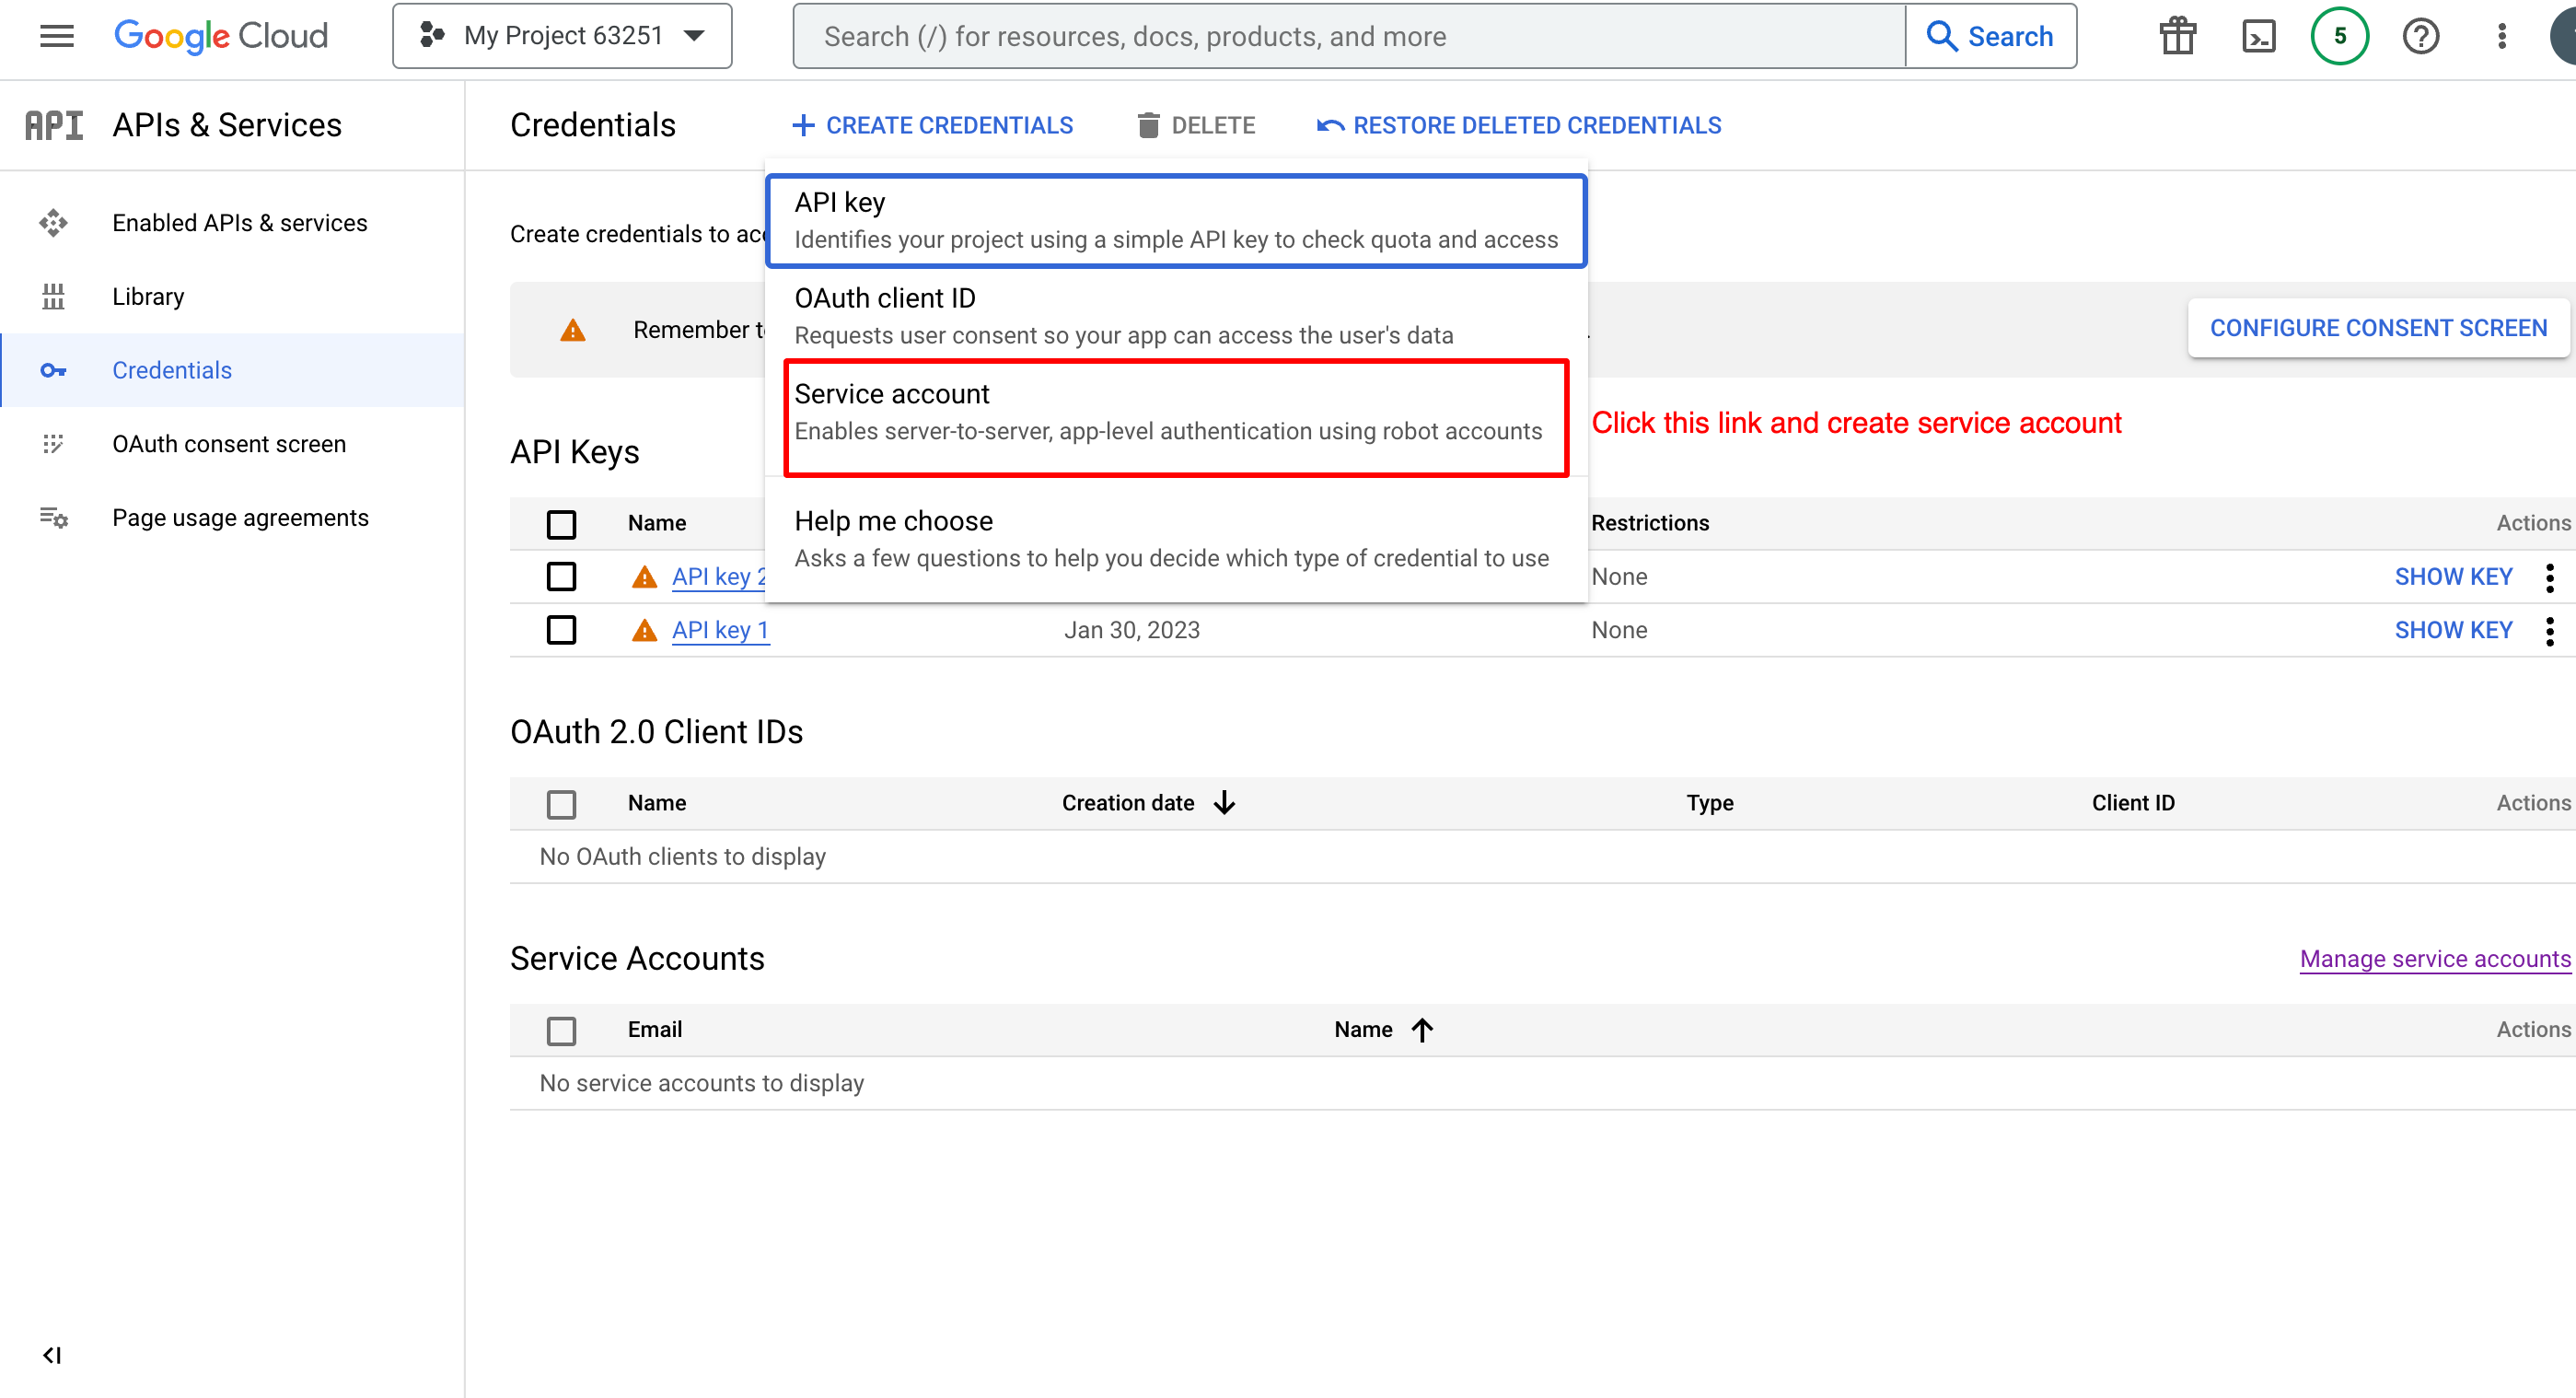 Google Cloud
My Project 63251
Search (/) for resources, docs, products, and more
Search
5
API
APIs & Services
Credentials
CREATE CREDENTIALS
DELETE
RESTORE DELETED CREDENTIALS
Enabled APIs & services
Library
Credentials
OAuth consent screen
Page usage agreements
Create credentials to
API key
Identifies your project using a simple API key to check quota and access
OAuth client ID
Requests user consent so your app can access the user's data
Service account
Enables server-to-server, app-level authentication using robot accounts
Help me choose
Asks a few questions to help you decide which type of credential to use
Remember
CONFIGURE CONSENT SCREEN
Click this link and create service account
API Keys
Name Restrictions Actions
API key 2 None SHOW KEY
API key 1 Jan 30, 2023 None SHOW KEY
OAuth 2.0 Client IDs
Name Creation date Type Client ID Actions
No OAuth clients to display
Service Accounts
Manage service accounts
Email Name Actions
No service accounts to display